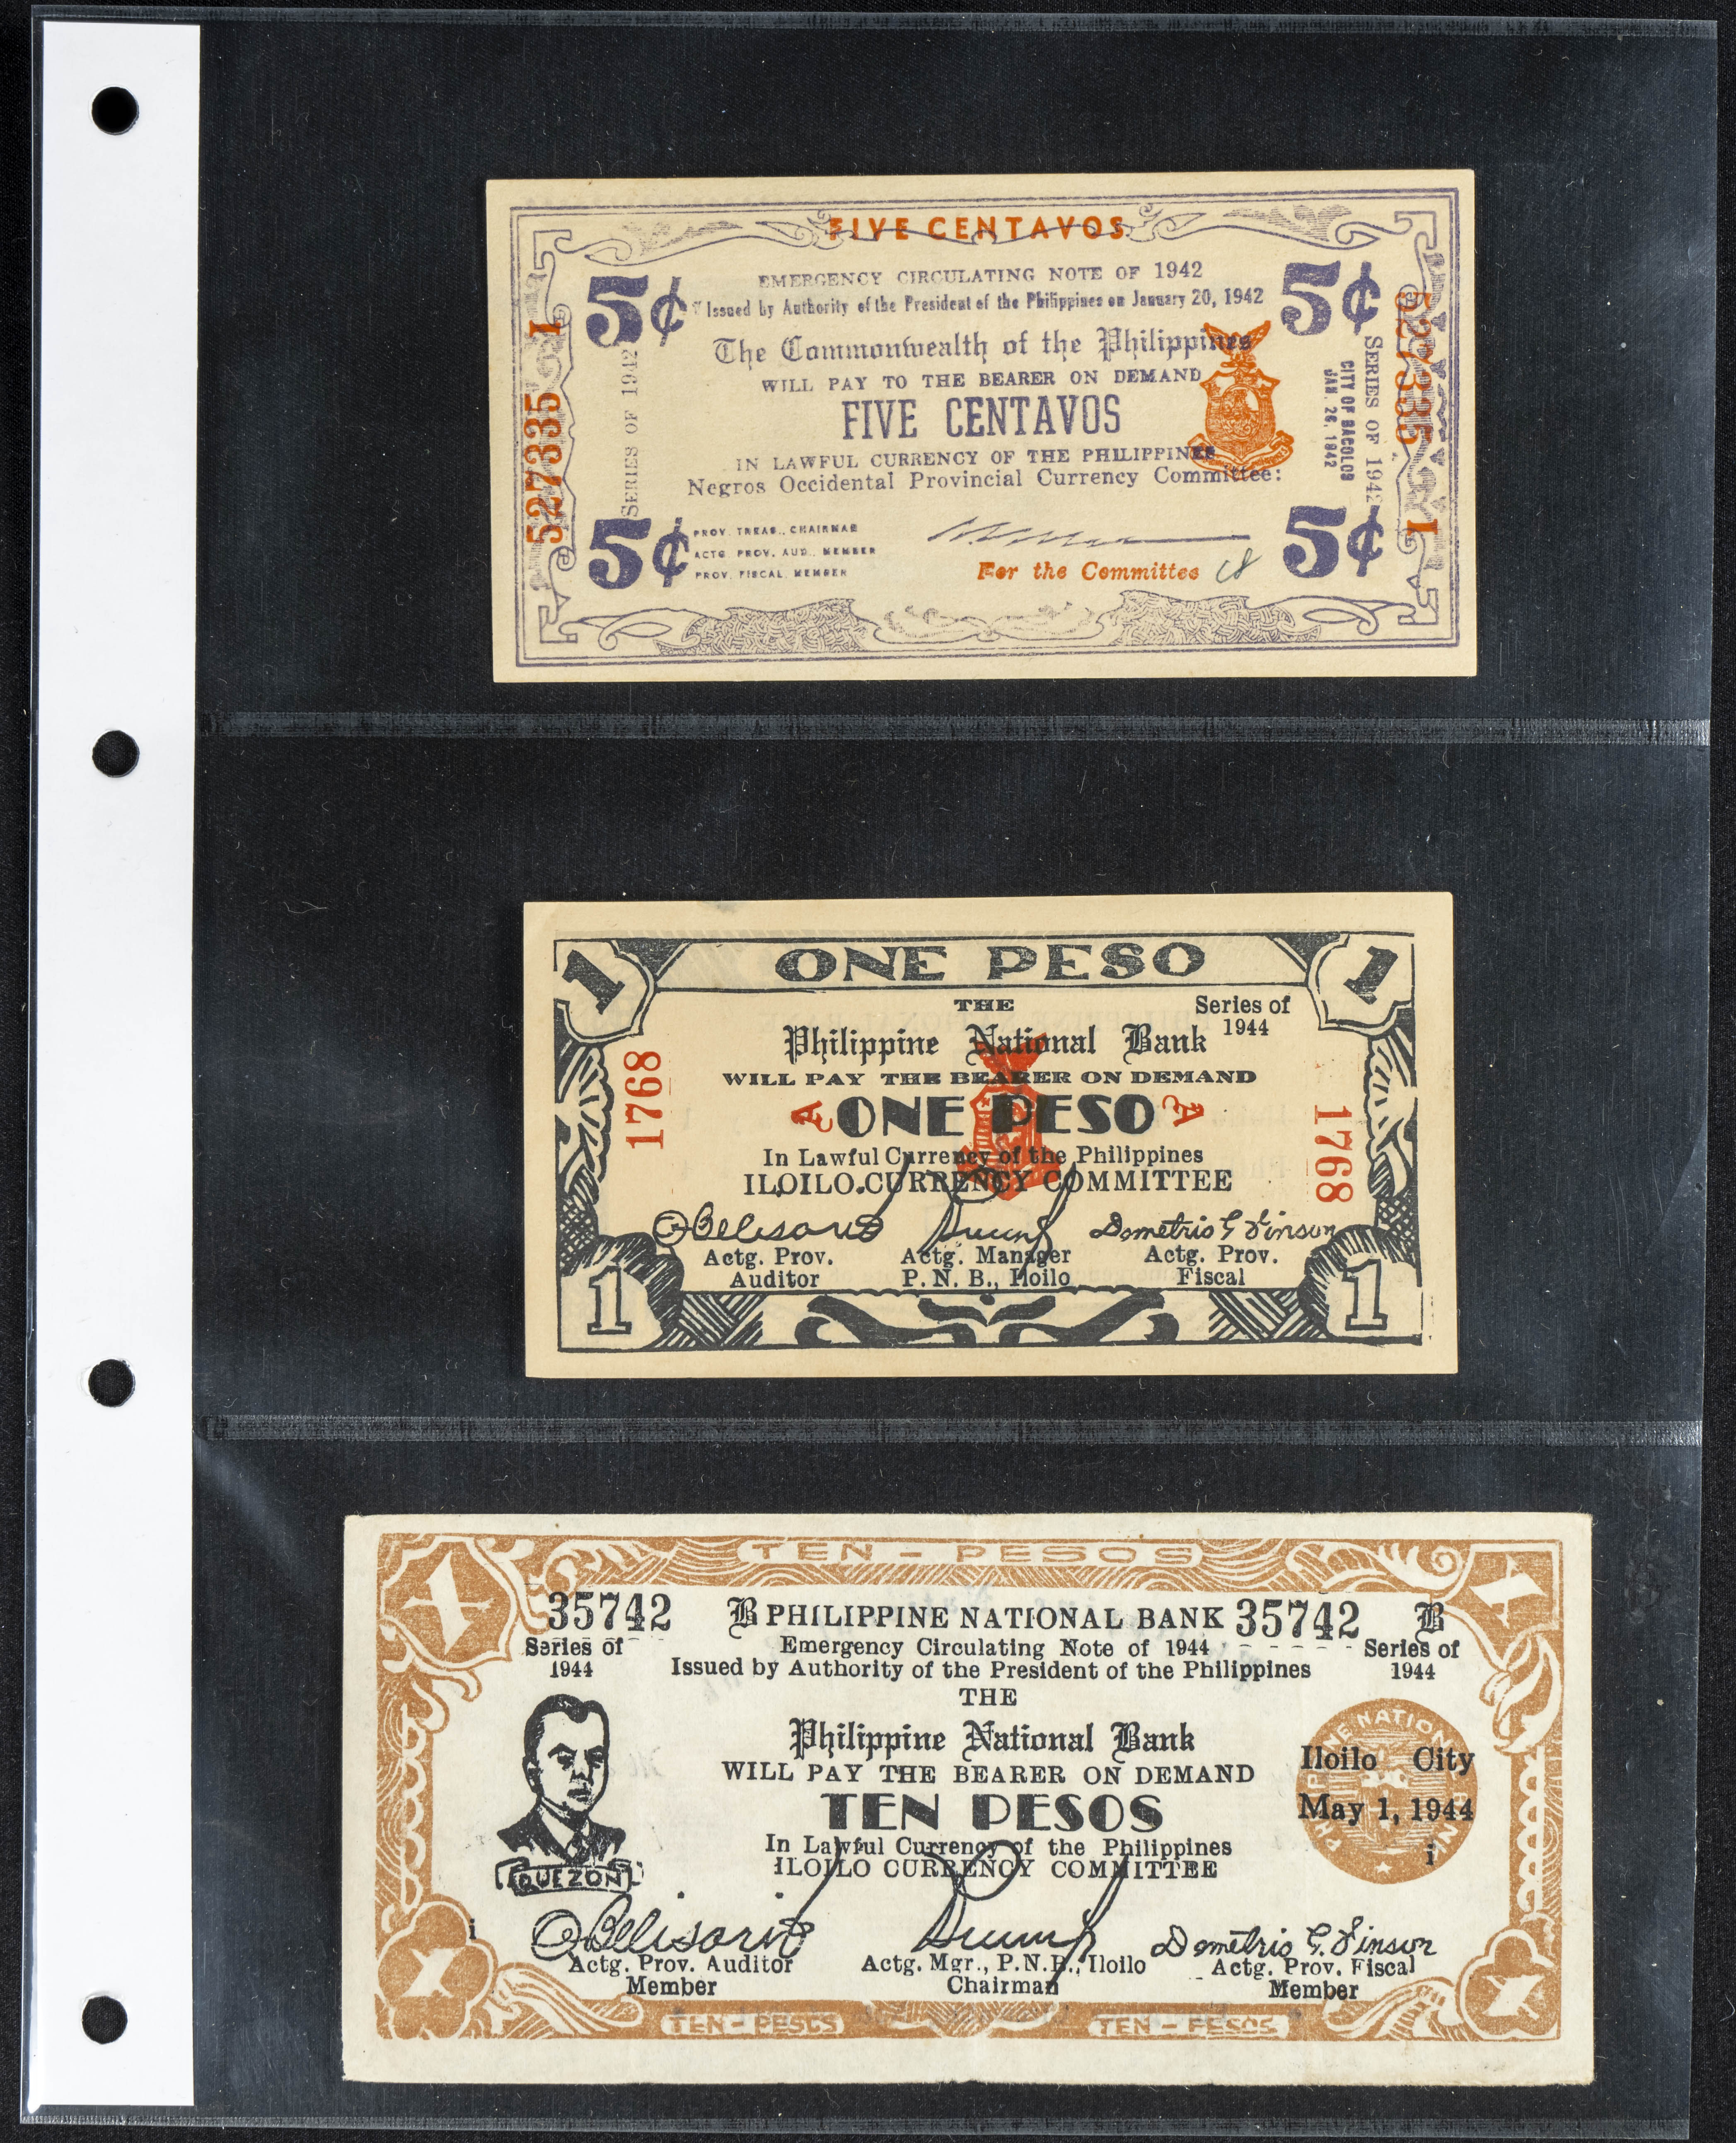 FIVE CENTAVOS
5¢
5¢
EMERGENCY CIRCULATING NOTE OF 1942
Issued by Authority of the President of the Philippines on January 20, 1942
The Commonwealth of the Philippines
WILL PAY TO THE BEARER ON DEMAND
FIVE CENTAVOS
IN LAWFUL CURRENCY OF THE PHILIPPINES
Negros Occidental Provincial Currency Committee:
527335 1
SERIES OF 1942
CITY OF BACOLOD
JAN. 26, 1942
SERIES OF 1942
527335 1
5¢
5¢
PROV. TREAS., CHAIRMAN
ACTG. PROV. AUD., MEMBER
PROV. FISCAL, MEMBER
For the Committee
ONE PESO
1
1
THE
Series of
1944
Philippine National Bank
WILL PAY THE BEARER ON DEMAND
A ONE PESO A
In Lawful Currency of the Philippines
ILOILO CURRENCY COMMITTEE
1768
1768
Bellisario
Demetrio G. Vinson
Actg. Prov.
Auditor
Actg. Manager
P. N. B., Iloilo
Actg. Prov.
Fiscal
1
1
TEN-PESOS
X
X
35742 B PHILIPPINE NATIONAL BANK 35742 B
Series of
1944
Emergency Circulating Note of 1944
Series of
1944
Issued by Authority of the President of the Philippines
THE
Philippine National Bank
WILL PAY THE BEARER ON DEMAND
TEN PESOS
In Lawful Currency of the Philippines
ILOILO CURRENCY COMMITTEE
QUEZON
Iloilo City
May 1, 1944
i
i
Bellisario
Demetrio G. Vinson
Actg. Prov. Auditor
Member
Actg. Mgr., P.N.B., Iloilo
Chairman
Actg. Prov. Fiscal
Member
X
X
TEN-PESOS
TEN-PESOS